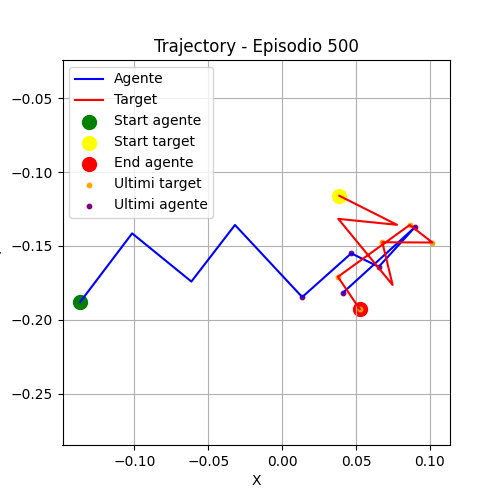 Trajectory - Episodio 500
Agente
Target
Start agente
Start target
End agente
Ultimi target
Ultimi agente
−0.05
−0.10
−0.15
−0.20
−0.25
−0.10
−0.05
0.00
0.05
0.10
X